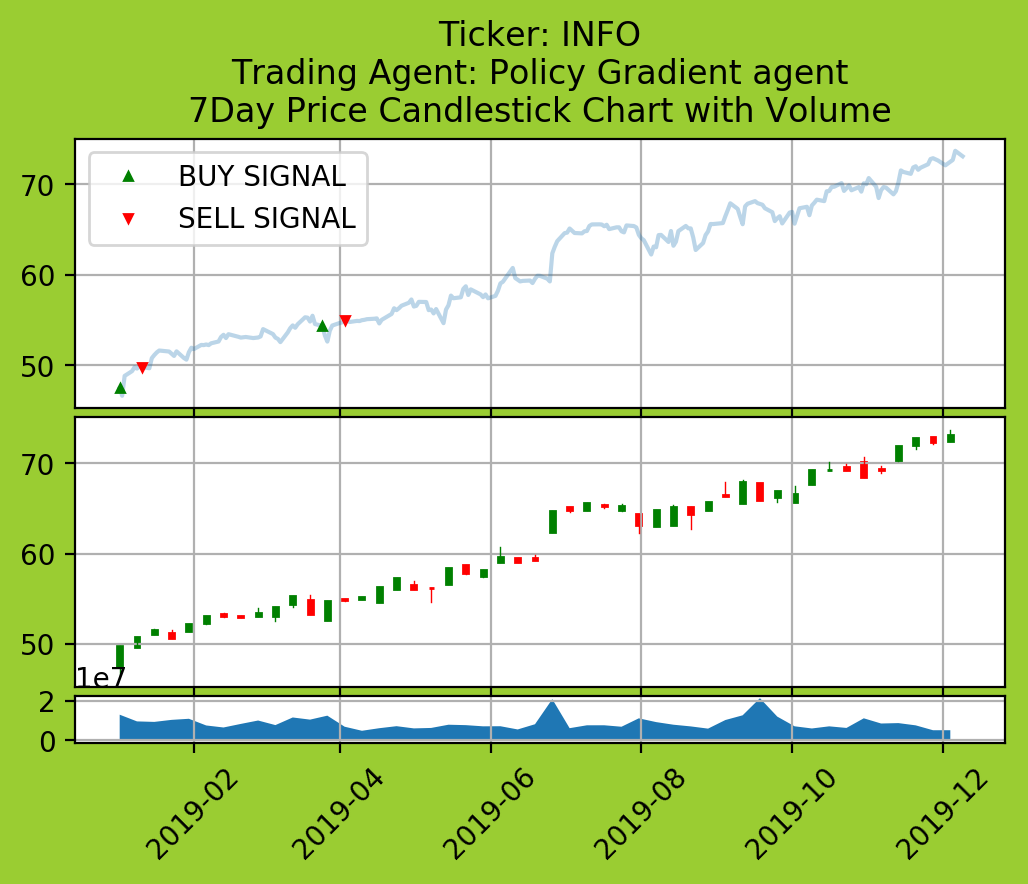 Ticker: INFO
Trading Agent: Policy Gradient agent
7Day Price Candlestick Chart with Volume
BUY SIGNAL
SELL SIGNAL
70
60
50
70
60
50
1e7
2
0
2019-02
2019-04
2019-06
2019-08
2019-10
2019-12